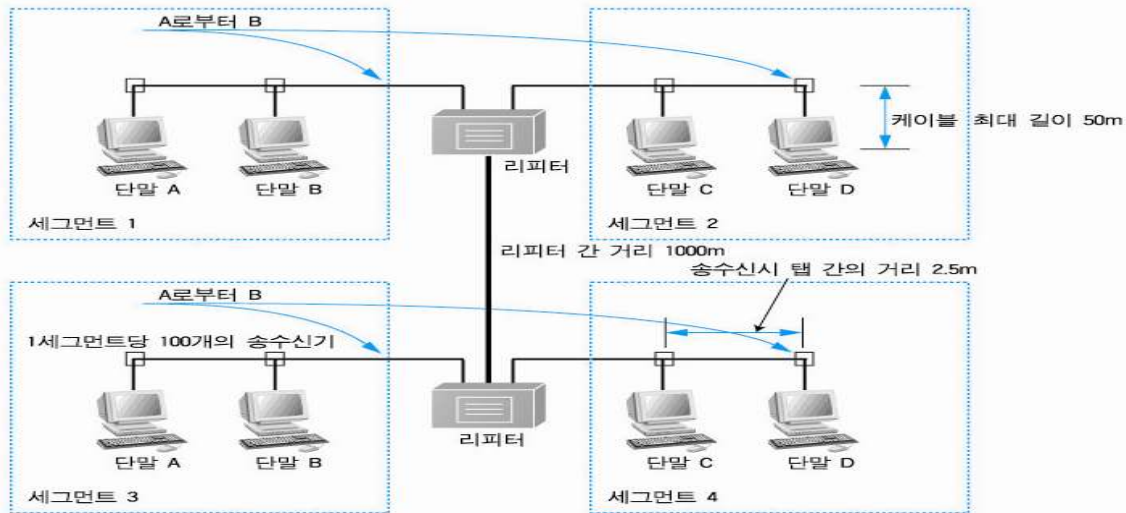 A로부터 B
케이블 최대 길이 50m
리피터
단말 A
단말 B
단말 C
단말 D
세그먼트 1
세그먼트 2
리피터 간 거리 1000m
송수신시 탭 간의 거리 2.5m
A로부터 B
1세그먼트당 100개의 송수신기
리피터
단말 A
단말 B
단말 C
단말 D
세그먼트 3
세그먼트 4